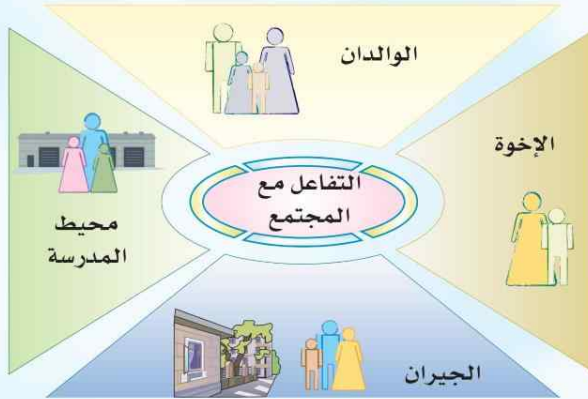 الوالدان
الإخوة
التفاعل مع
المجتمع
محيط
المدرسة
الجيران